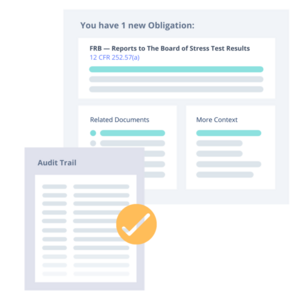 You have 1 new Obligation:
FRB — Reports to The Board of Stress Test Results
12 CFR 252.57(a)
Related Documents
More Context
Audit Trail